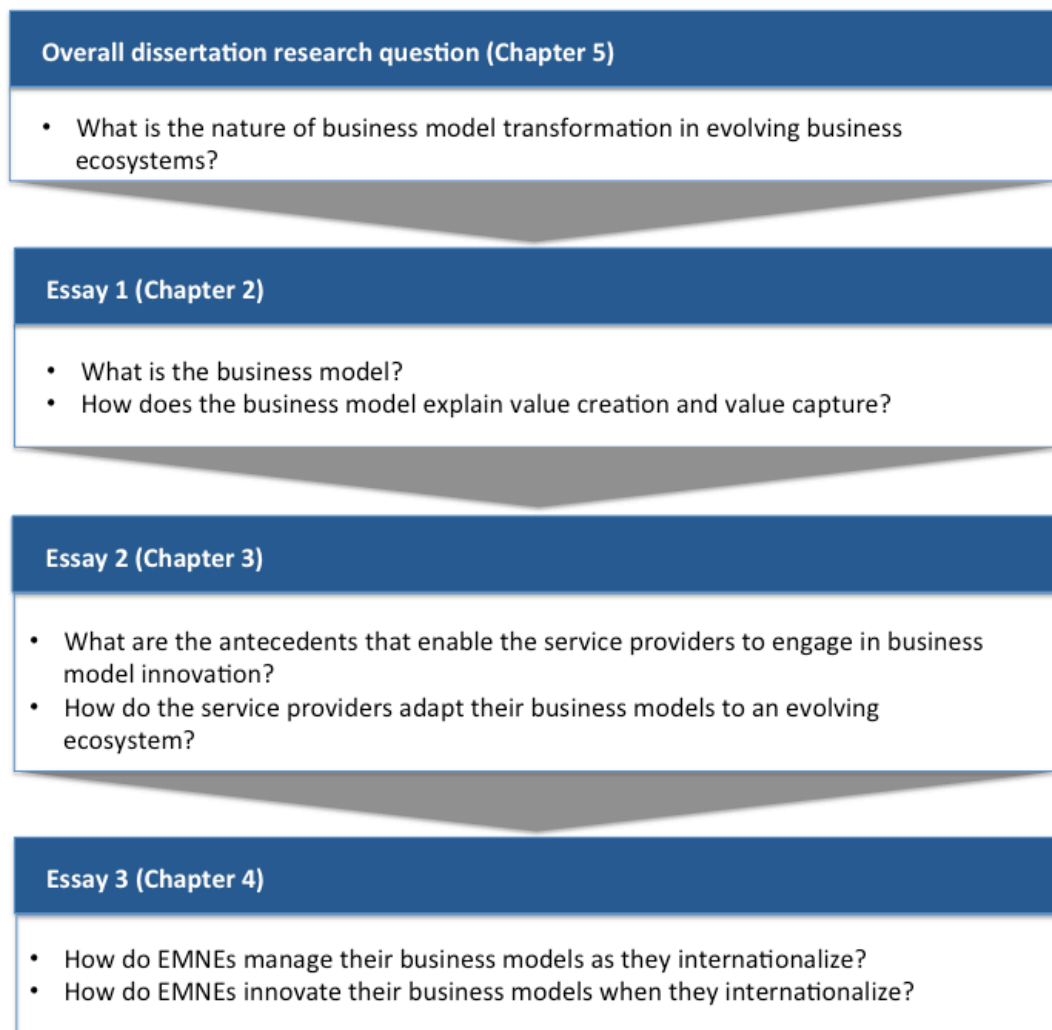 Overall dissertation research question (Chapter 5)
• What is the nature of business model transformation in evolving business
ecosystems?
Essay 1 (Chapter 2)
• What is the business model?
• How does the business model explain value creation and value capture?
Essay 2 (Chapter 3)
• What are the antecedents that enable the service providers to engage in business
model innovation?
• How do the service providers adapt their business models to an evolving
ecosystem?
Essay 3 (Chapter 4)
• How do EMNEs manage their business models as they internationalize?
• How do EMNEs innovate their business models when they internationalize?